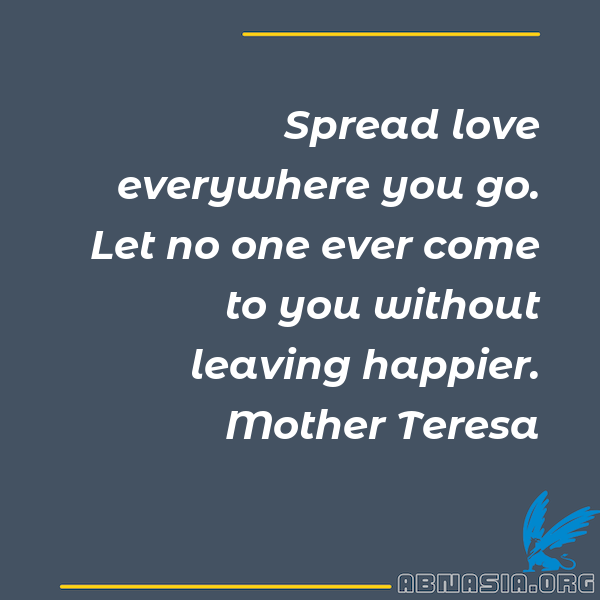 Spread love
everywhere you go.
Let no one ever come
to you without
leaving happier.
Mother Teresa
ABNASIA.ORG